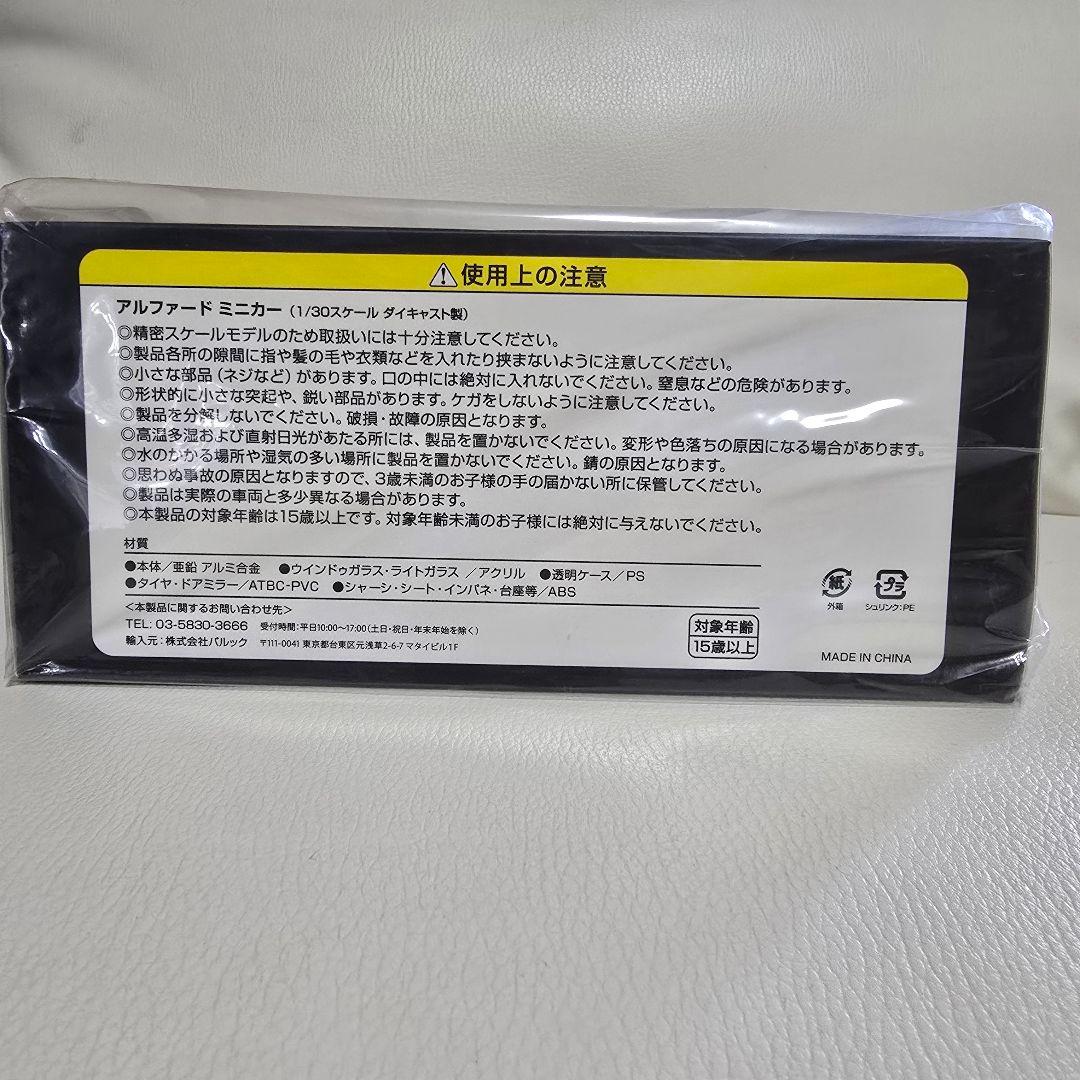 ⚠使用上の注意
アルファード ミニカー（1/30スケール ダイキャスト製）
◎精密スケールモデルのため取扱いには十分注意してください。
◎製品各所の隙間に指や髪の毛や衣類などを入れたり挟まないように注意してください。
◎小さな部品（ネジなど）があります。口の中には絶対に入れないでください。窒息などの危険があります。
◎形状的に小さな突起や、鋭い部品があります。ケガをしないように注意してください。
◎製品を分解しないでください。破損・故障の原因となります。
◎高温多湿および直射日光があたる所には、製品を置かないでください。変形や色落ちの原因になる場合があります。
◎水のかかる場所や湿気の多い場所に製品を置かないでください。錆の原因となります。
◎思わぬ事故の原因となりますので、3歳未満のお子様の手の届かない所に保管してください。
◎製品は実際の車両と多少異なる場合があります。
◎本製品の対象年齢は15歳以上です。対象年齢未満のお子様には絶対に与えないでください。
材質
●本体/亜鉛 アルミ合金 ●ウインドゥガラス・ライトガラス /アクリル ●透明ケース/PS
●タイヤ・ドアミラー/ATBC-PVC ●シャーシ・シート・インパネ・台座等/ABS
＜本製品に関するお問い合わせ先＞
TEL: 03-5830-3666 受付時間:平日10:00〜17:00(土日・祝日・年末年始を除く)
輸入元：株式会社バルック 〒111-0041 東京都台東区元浅草2-6-7 マタイビル1F
対象年齢
15歳以上
紙
外箱
プラ
シュリンク:PE
MADE IN CHINA